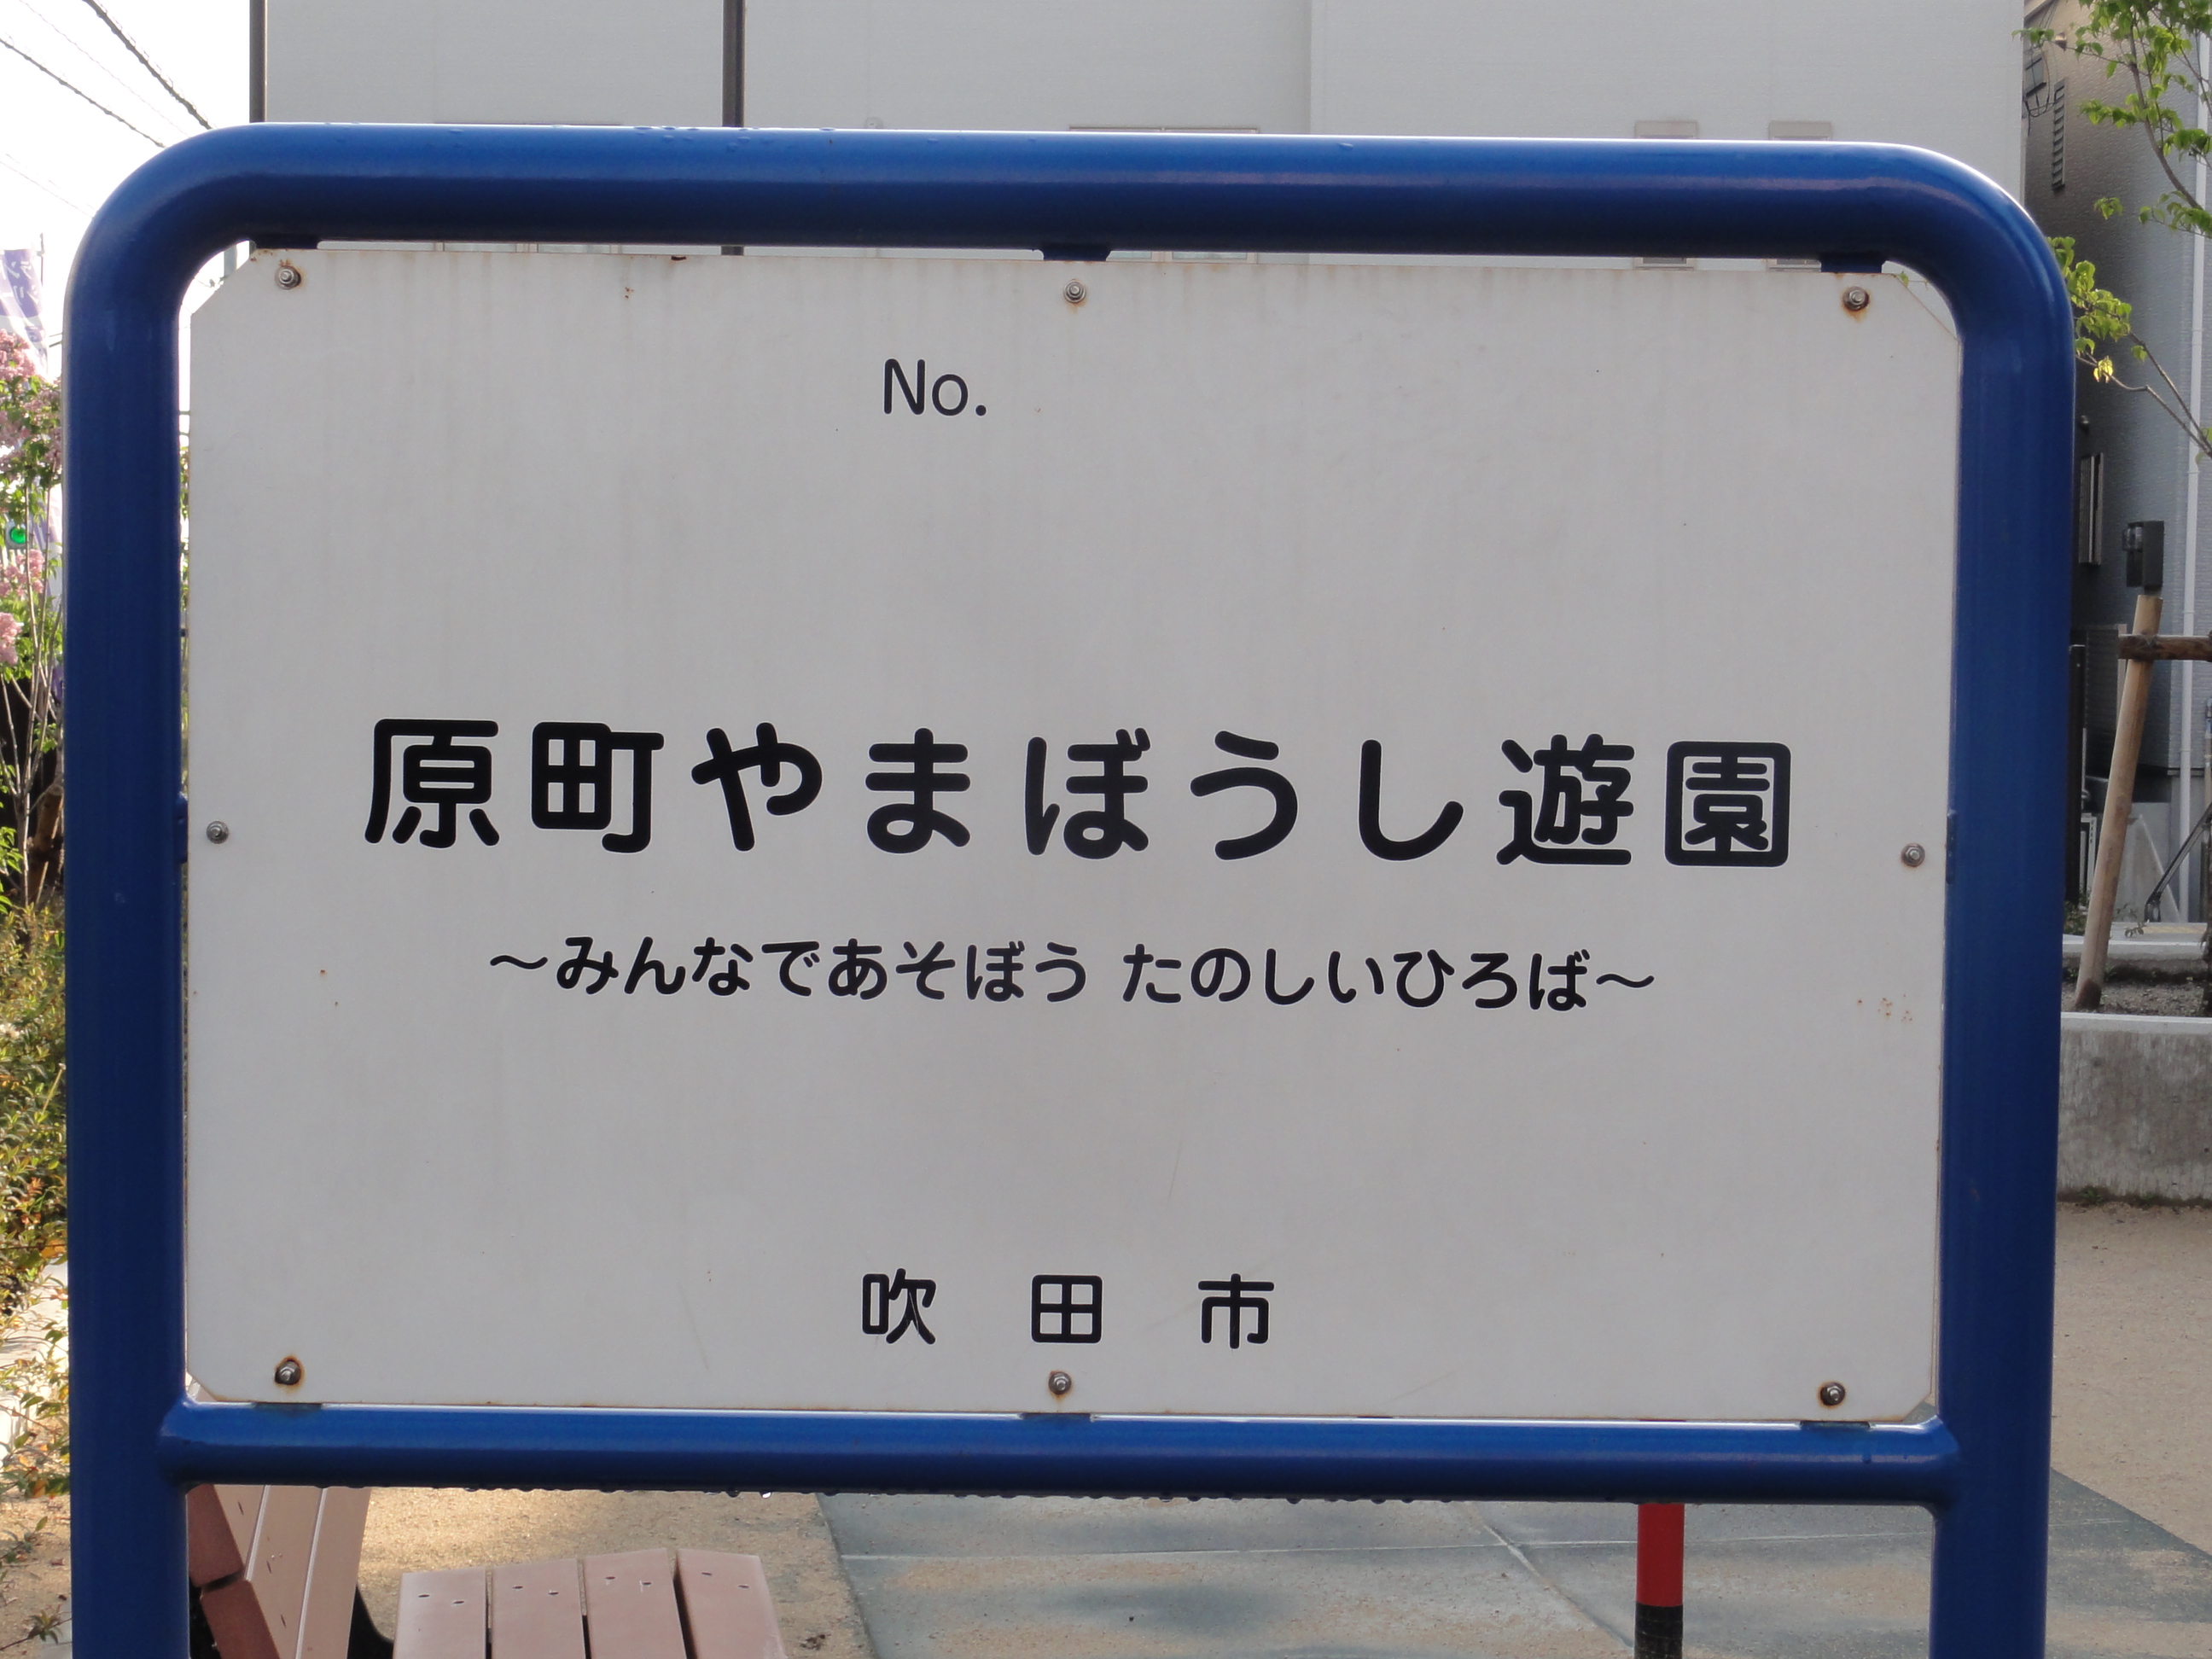 No.
原町やまぼうし遊園
～みんなであそぼう たのしいひろば～
吹田市